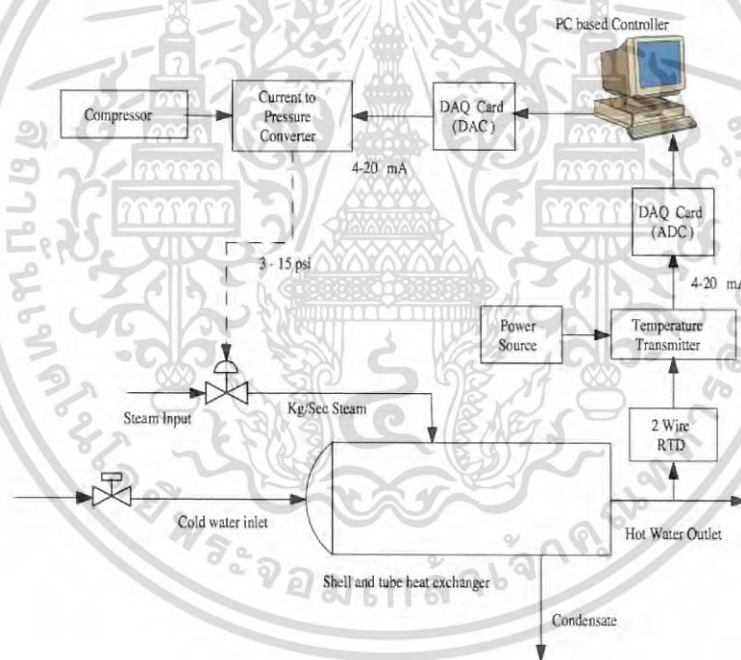 PC based Controller
Compressor
Current to
Pressure
Converter
DAQ Card
(DAC)
4-20 mA
DAQ Card
(ADC)
3 - 15 psi
4-20 mA
Power
Source
Temperature
Transmitter
Steam Input
Kg/Sec Steam
2 Wire
RTD
Cold water inlet
Hot Water Outlet
Shell and tube heat exchanger
Condensate